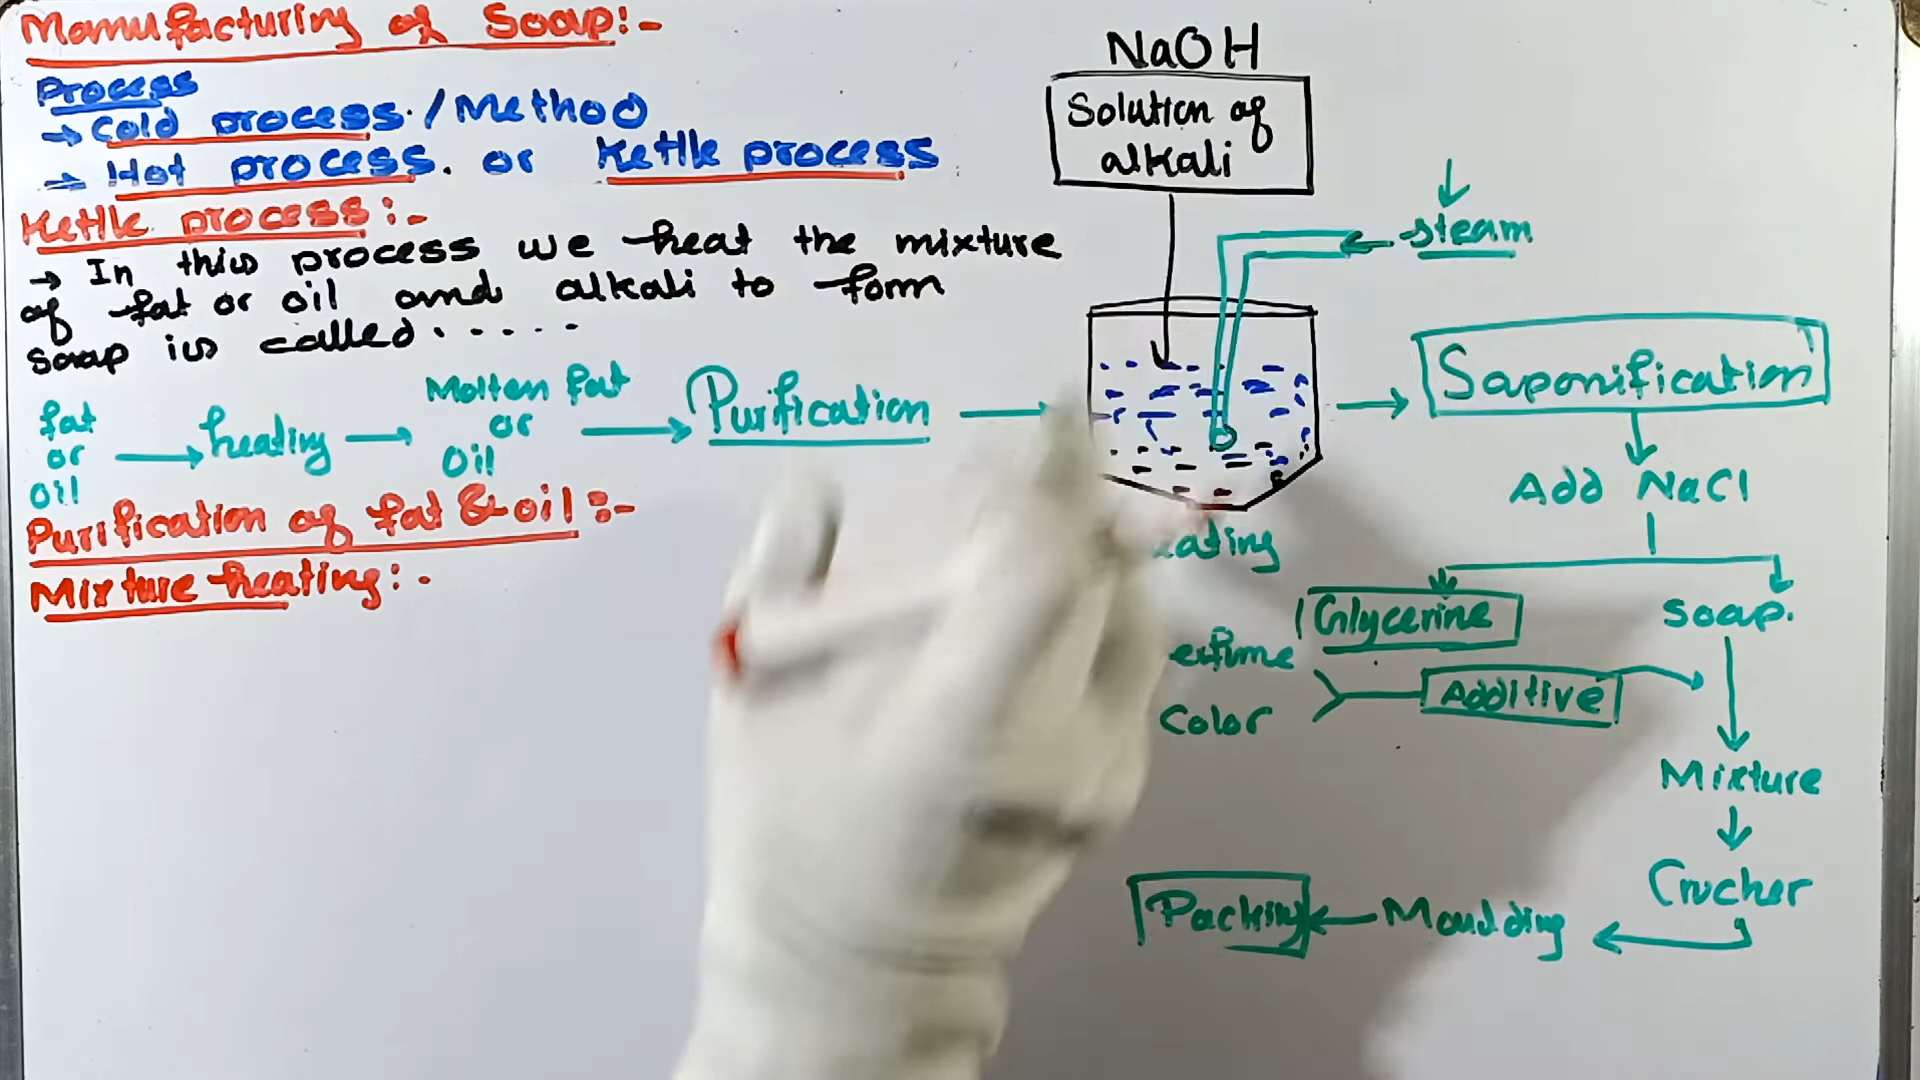 Manufacturing of Soap:-
Process
→ Cold process./Method
→ Hot process. or Kettle process
Kettle process:-
→ In this process we heat the mixture
of fat or oil and alkali to form
soap is called.....
fat or oil → heating → Molten fat or oil → Purification →
Purification of fat & oil:-
Mixture heating:-
NaOH
Solution of
alkali
steam
Saponification
Add NaCl
Glycerine
Soap.
Color
Additive
Mixture
Crucher
Moudding
Packing